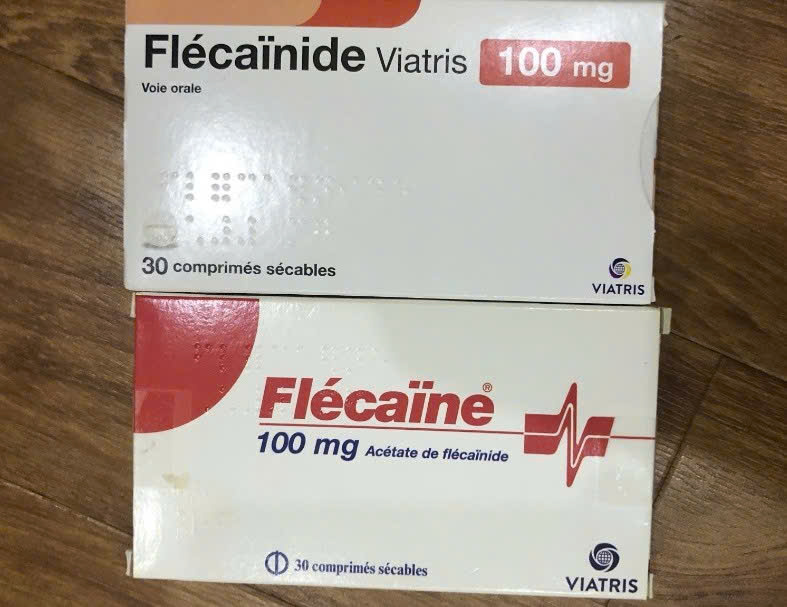 Flécaïnide Viatris 100 mg
Voie orale
30 comprimés sécables
VIATRIS
Flécaïne®
100 mg Acétate de flécaïnide
30 comprimés sécables
VIATRIS